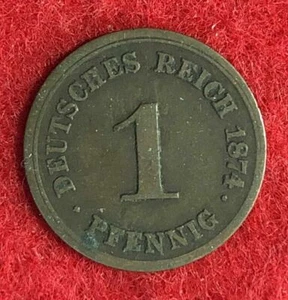 DEUTSCHES REICH 1874.
1
· PFENNIG